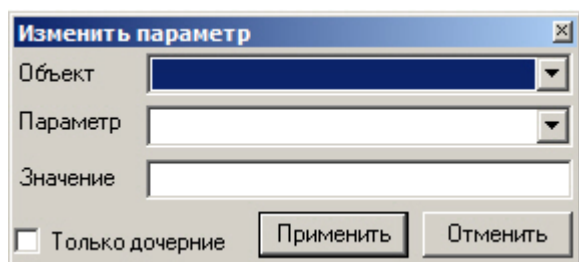 Изменить параметр
Объект
Параметр
Значение
Только дочерние Применить Отменить